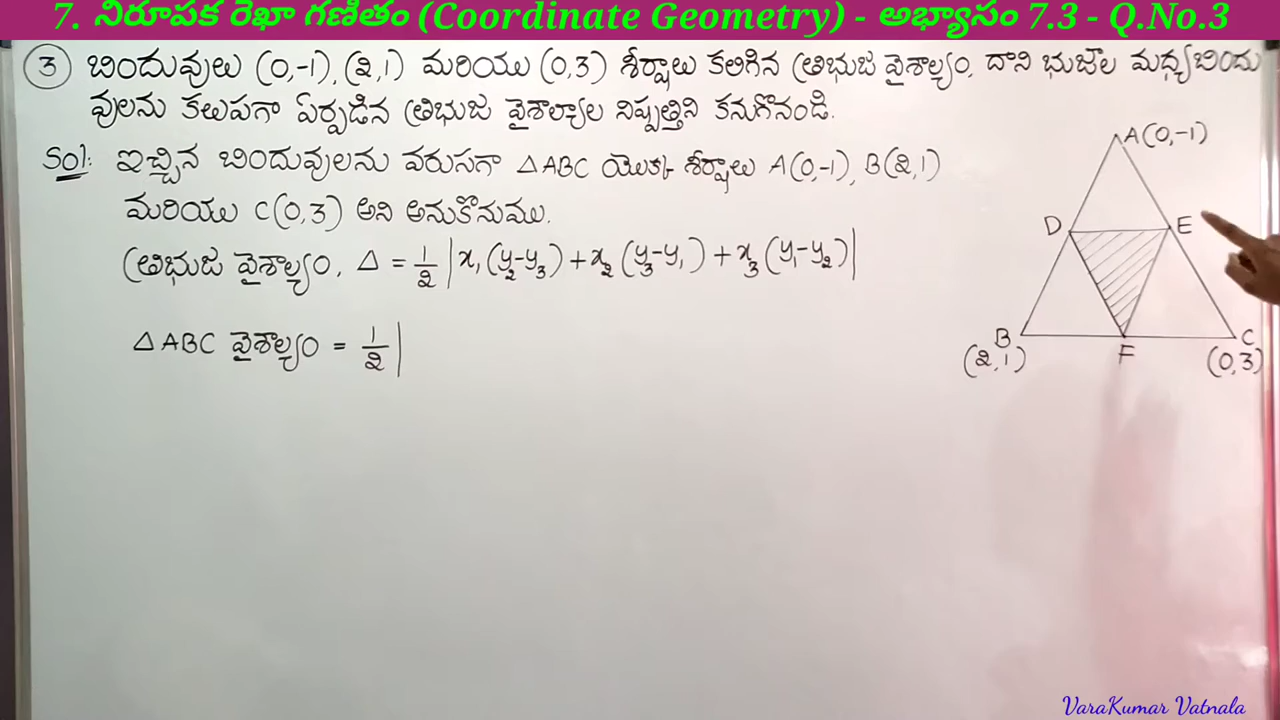 7. నిరూపక రేఖా గణితం (Coordinate Geometry) - అభ్యాసం 7.3 - Q.No.3
3 బిందువులు (0,-1), (2,1) మరియు (0,3) శీర్షాలు కలిగిన త్రిభుజ వైశాల్యం, దాని భుజాల మధ్యబిందు
వులను కలుపగా ఏర్పడిన త్రిభుజ వైశాల్యాల నిష్పత్తిని కనుగొనండి.
Sol: ఇచ్చిన బిందువులను వరుసగా △ABC యొక్క శీర్షాలు A(0,-1), B(2,1)
మరియు C(0,3) అని అనుకొనుము.
త్రిభుజ వైశాల్యం, Δ = 1/2 |x₁(y₂-y₃) + x₂(y₃-y₁) + x₃(y₁-y₂)|
△ABC వైశాల్యం = 1/2 |
A(0,-1)
D E
B F C
(2,1) (0,3)
VaraKumar Vatnala